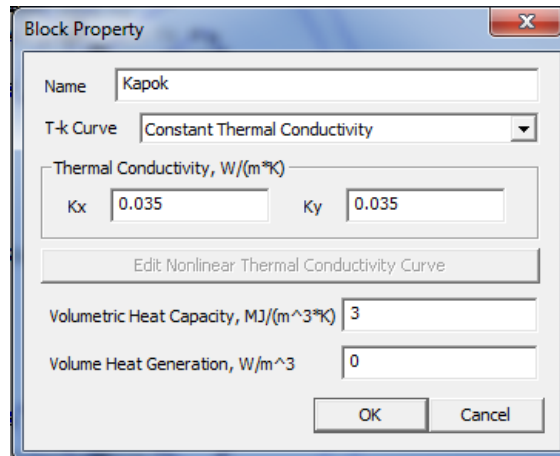 Block Property
Name Kapok
T-k Curve Constant Thermal Conductivity
Thermal Conductivity, W/(m*K)
Kx 0.035 Ky 0.035
Edit Nonlinear Thermal Conductivity Curve
Volumetric Heat Capacity, MJ/(m^3*K) 3
Volume Heat Generation, W/m^3 0
OK Cancel